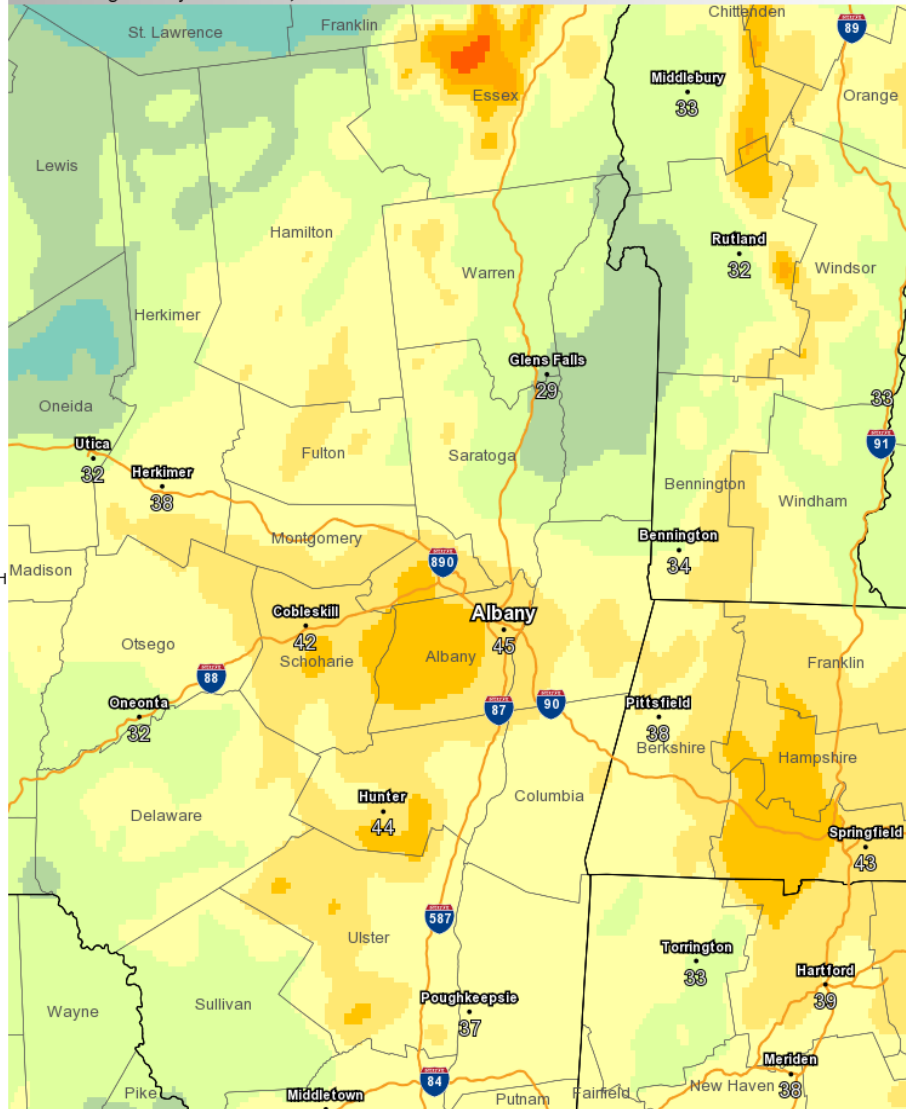 Chittenden
St. Lawrence
Franklin
89
Middlebury
33
Essex
Orange
Lewis
Hamilton
Rutland
32
Warren
Windsor
Herkimer
Glens Falls
29
Oneida
33
Utica
32
Fulton
Saratoga
91
Herkimer
38
Bennington
Windham
Montgomery
Bennington
34
890
Madison
Cobleskill
42
Albany
45
Otsego
Schoharie
Albany
Franklin
88
Oneonta
32
87
90
Pittsfield
38
Berkshire
Hampshire
Hunter
44
Columbia
Delaware
Springfield
43
587
Ulster
Torrington
33
Hartford
39
Wayne
Sullivan
Poughkeepsie
37
Meriden
38
84
Pike
Middletown
Putnam
Fairfield
New Haven